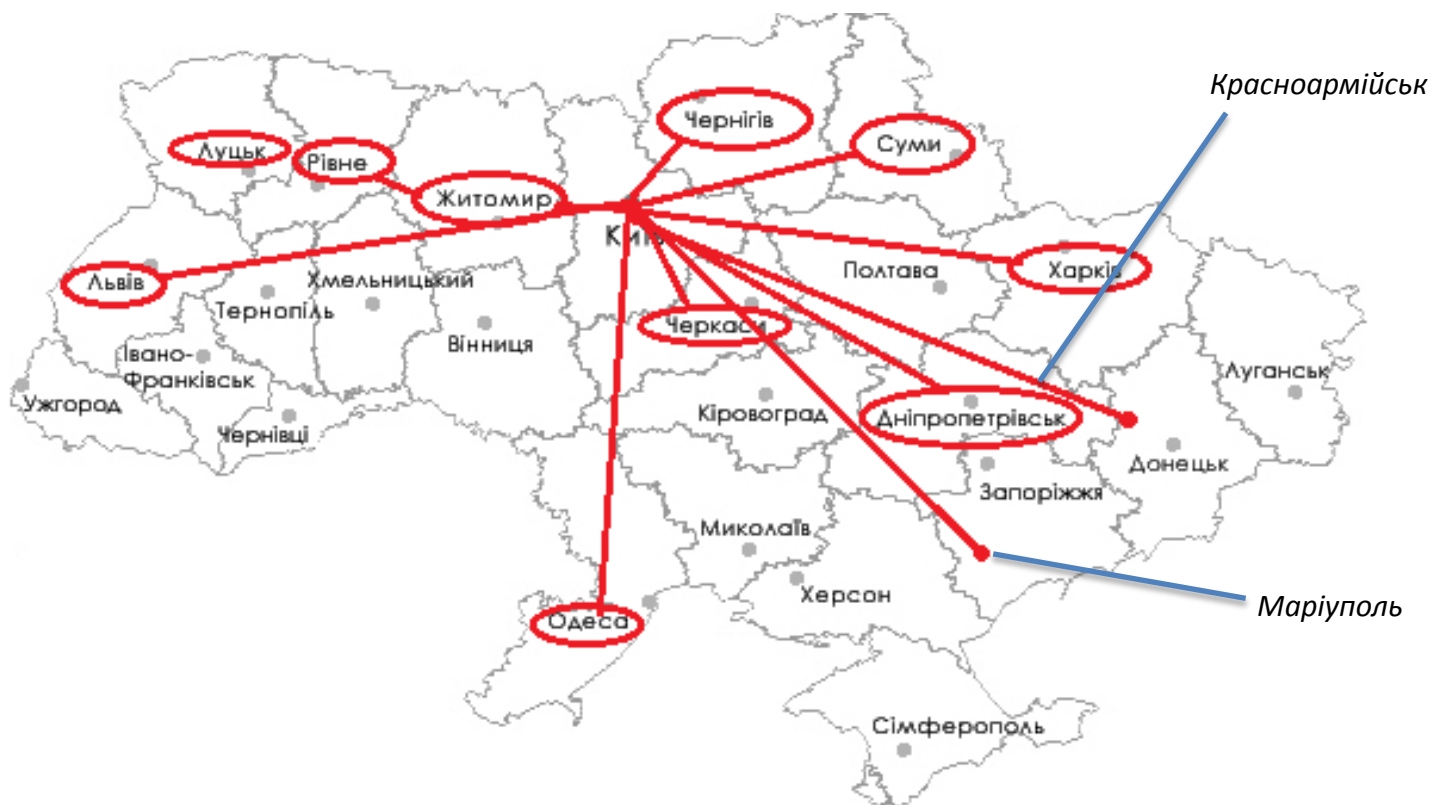 Красноармійськ
Чернігів
Суми
Луцьк
Рівне
Житомир
Київ
Полтава
Харків
Львів
Хмельницький
Тернопіль
Черкаси
Вінниця
Івано-
Франківськ
Луганськ
Ужгород
Кіровоград
Дніпропетрівськ
Чернівці
Донецьк
Запоріжжя
Миколаїв
Херсон
Маріуполь
Одеса
Сімферополь